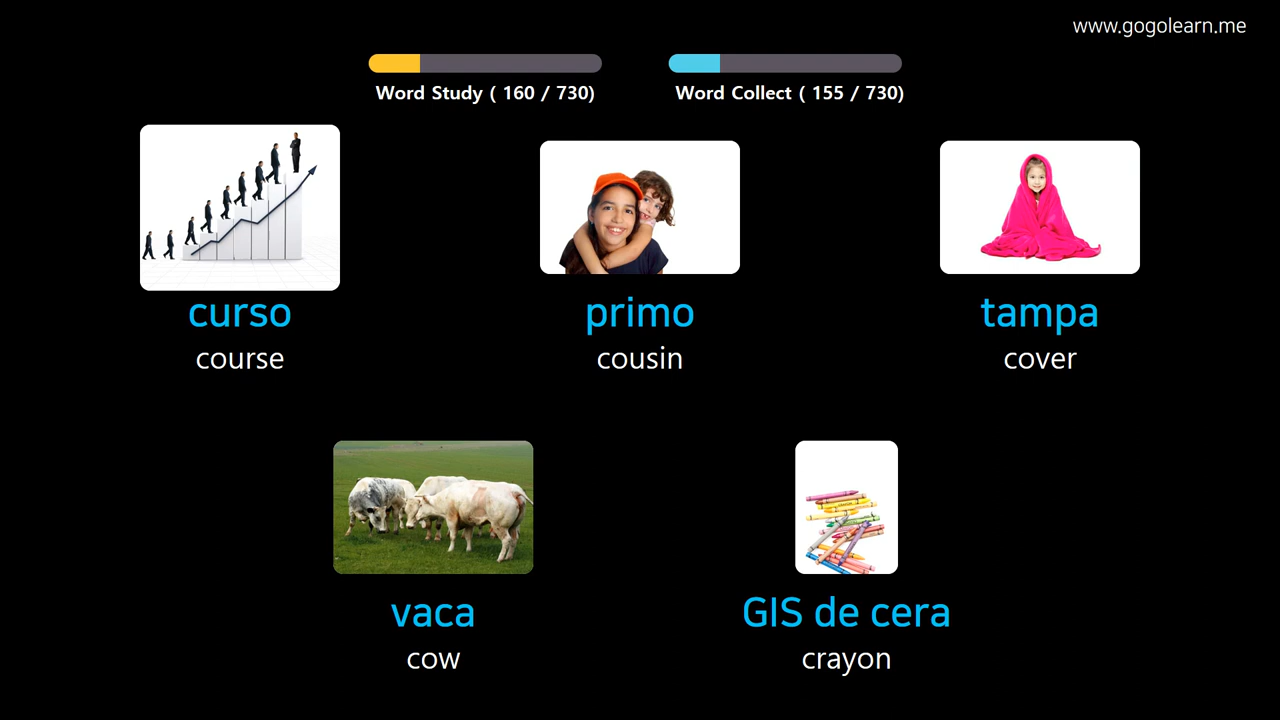 www.gogolearn.me
Word Study ( 160 / 730)
Word Collect ( 155 / 730)
curso
primo
tampa
course
cousin
cover
vaca
GIS de cera
cow
crayon